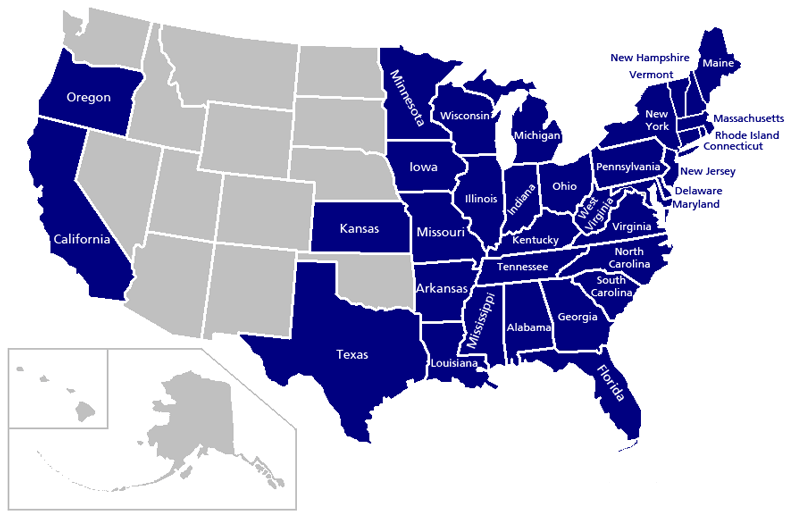 New Hampshire
Maine
Vermont
Oregon
Minnesota
Wisconsin
Michigan
New
York
Massachusetts
Rhode Island
Connecticut
Iowa
Illinois
Indiana
Ohio
Pennsylvania
New Jersey
Delaware
Maryland
California
Kansas
Missouri
Kentucky
West
Virginia
Virginia
Tennessee
North
Carolina
Arkansas
South
Carolina
Mississippi
Alabama
Georgia
Texas
Louisiana
Florida